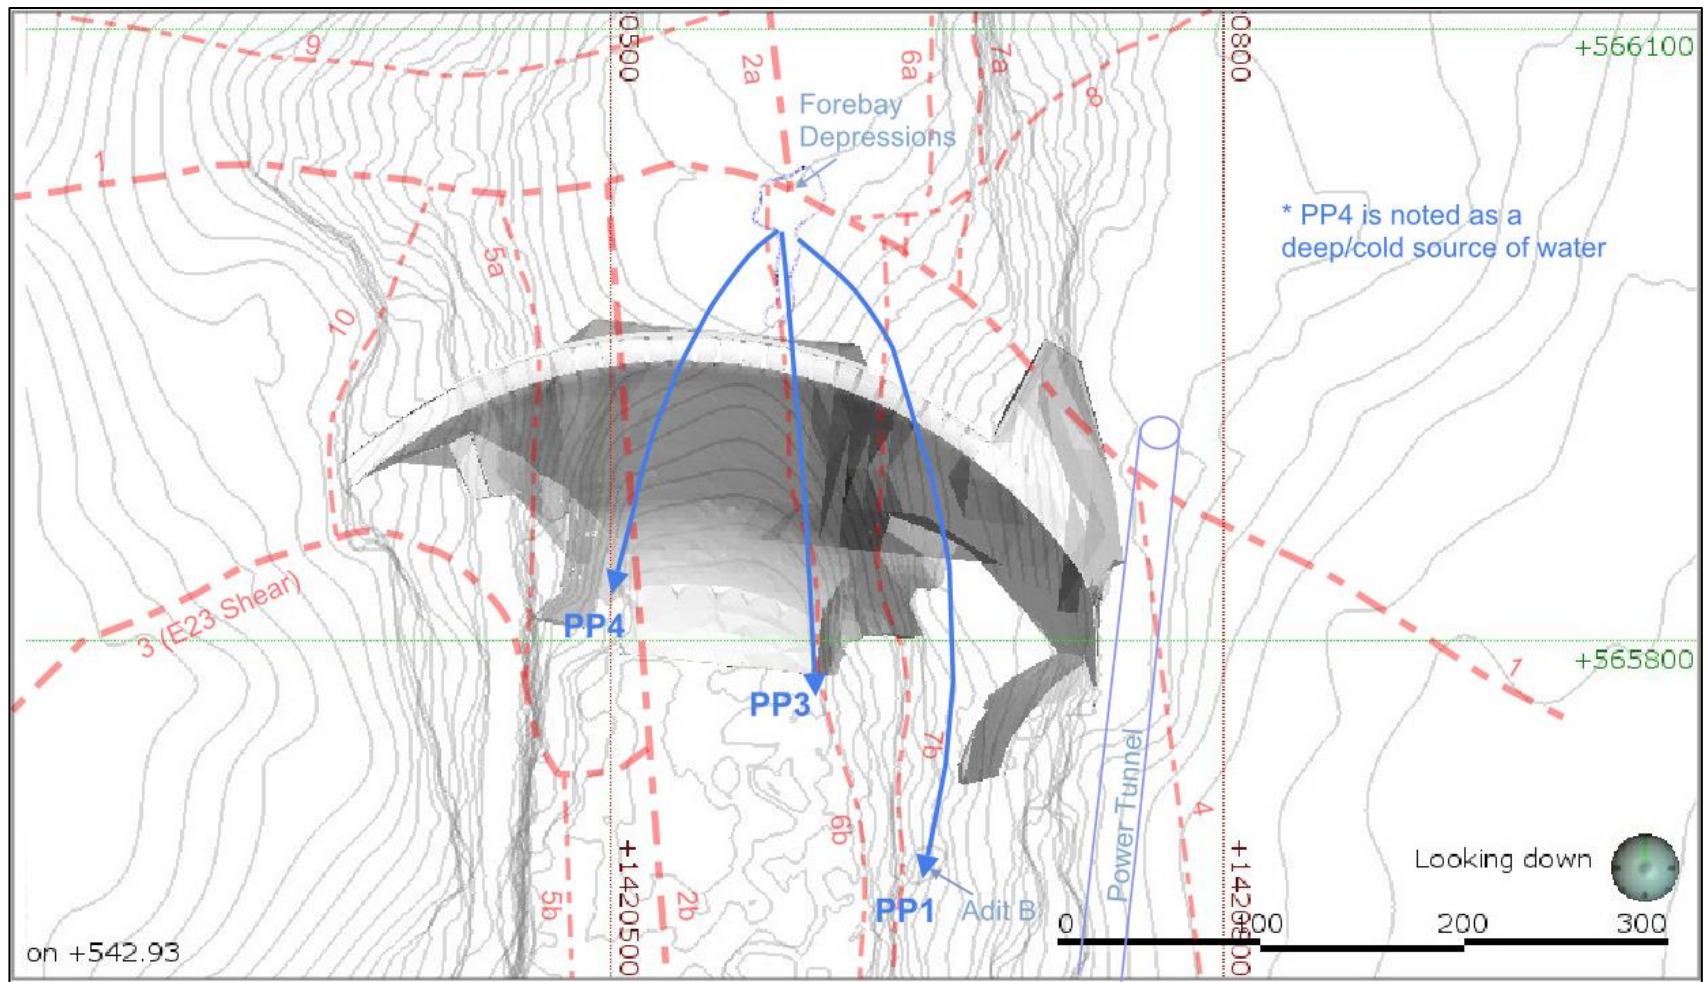 +566100
0500
0800
9
2a
6a
7a
8
Forebay
Depressions
1
5a
10
* PP4 is noted as a
deep/cold source of water
3 (E23 Shear)
PP4
+565800
PP3
1
7b
Power Tunnel
4
6b
Looking down
5b
2b
PP1
Adit B
+1420500
+1420800
0
100
200
300
on +542.93